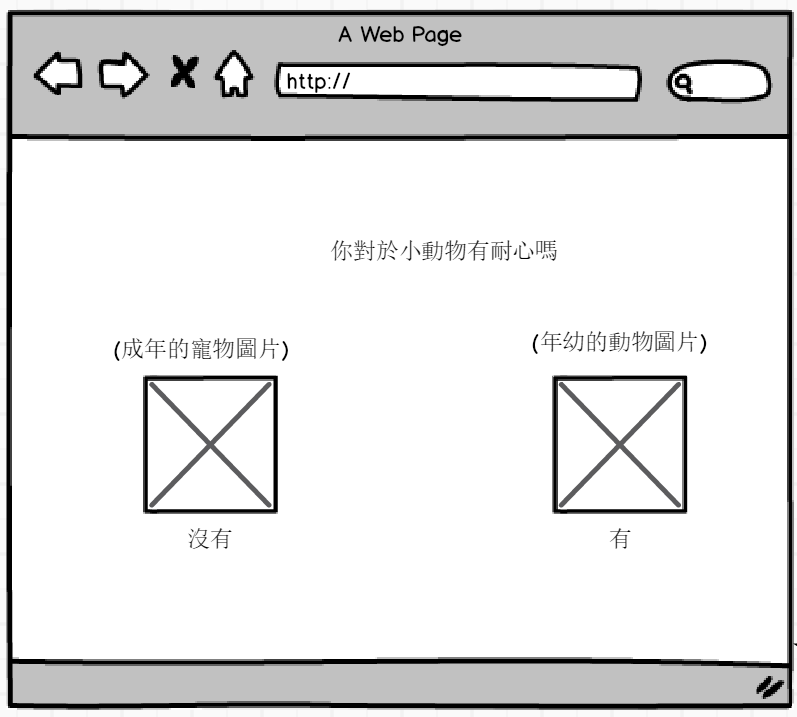 A Web Page
http://
你對於小動物有耐心嗎
(成年的寵物圖片)
(年幼的動物圖片)
沒有
有